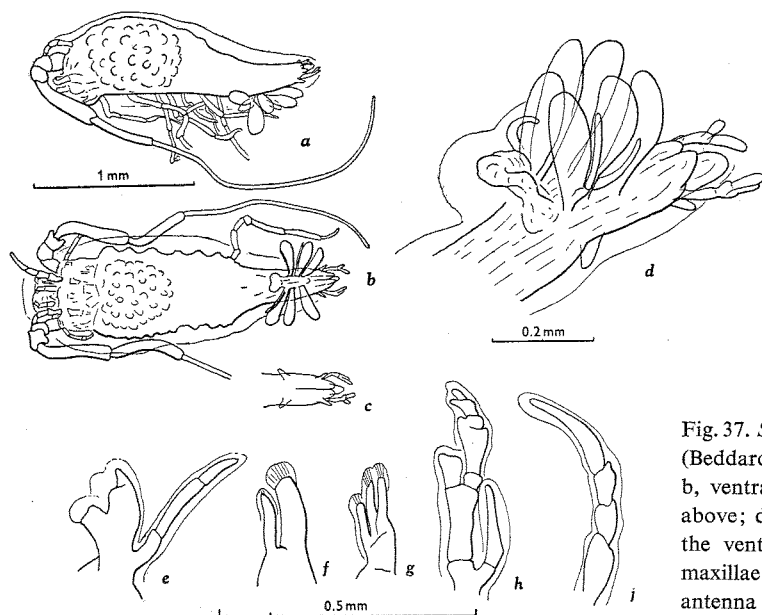 a
1 mm
b
c
d
0.2 mm
e
f
g
h
j
0.5 mm
Fig. 37. S
(Beddard
b, ventra
above; d
the vent
maxillae
antenna